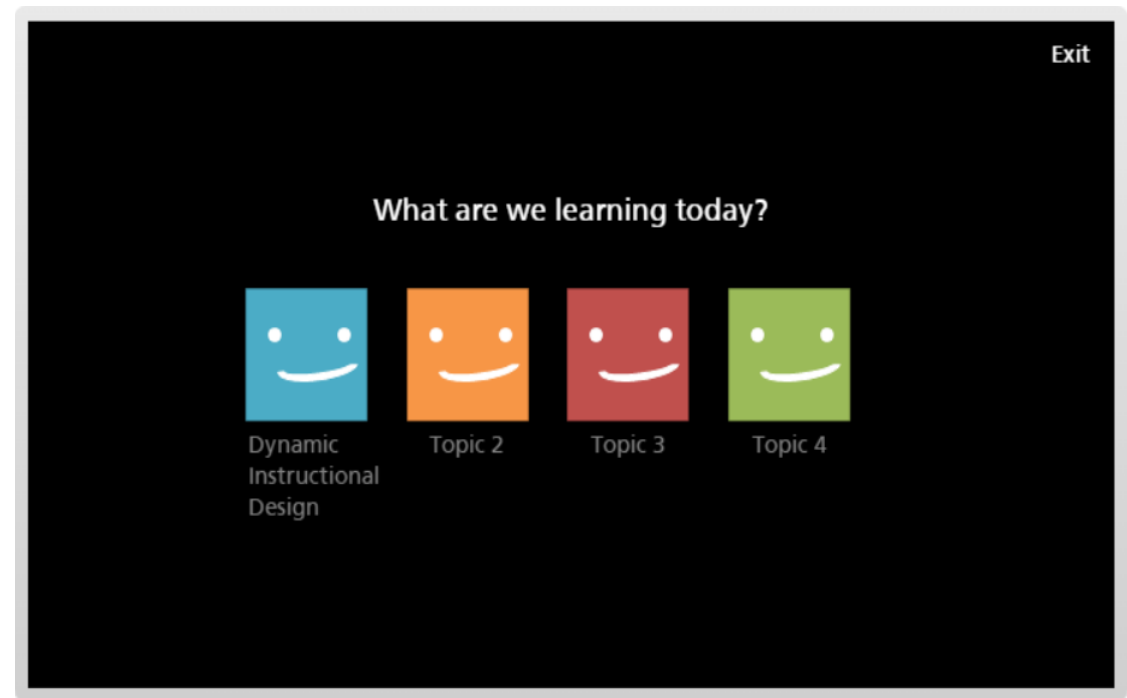 Exit
What are we learning today?
Dynamic
Instructional
Design
Topic 2
Topic 3
Topic 4